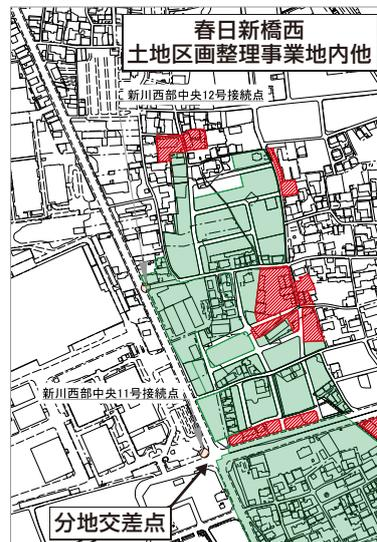 春日新橋西
土地区画整理事業地内他
新川西部中央12号接続点
新川西部中央11号接続点
分地交差点